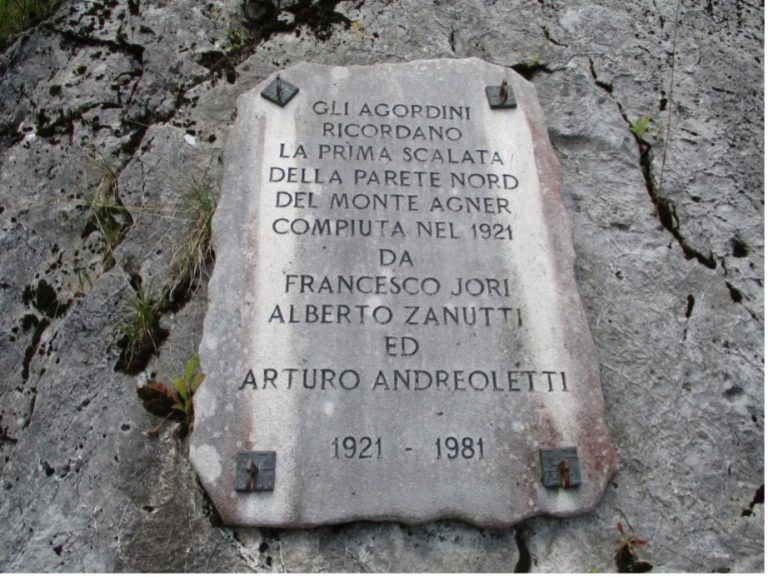 GLI AGORDINI
RICORDANO
LA PRIMA SCALATA
DELLA PARETE NORD
DEL MONTE AGNER
COMPIUTA NEL 1921
DA
FRANCESCO JORI
ALBERTO ZANUTTI
ED
ARTURO ANDREOLETTI
1921 - 1981